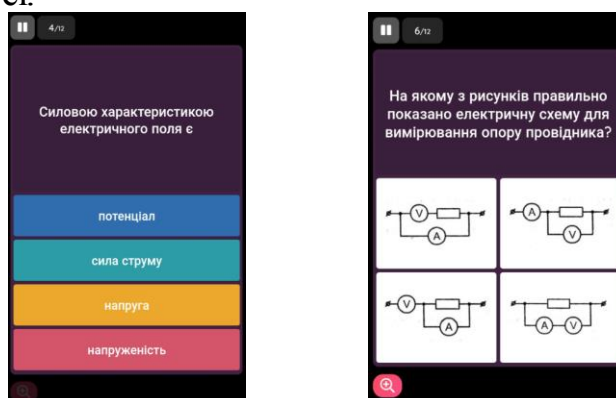 сі.
4/12
Силовою характеристикою
електричного поля є
потенціал
сила струму
напруга
напруженість
6/12
На якому з рисунків правильно
показано електричну схему для
вимірювання опору провідника?
V
A
A
V
V
A
A V